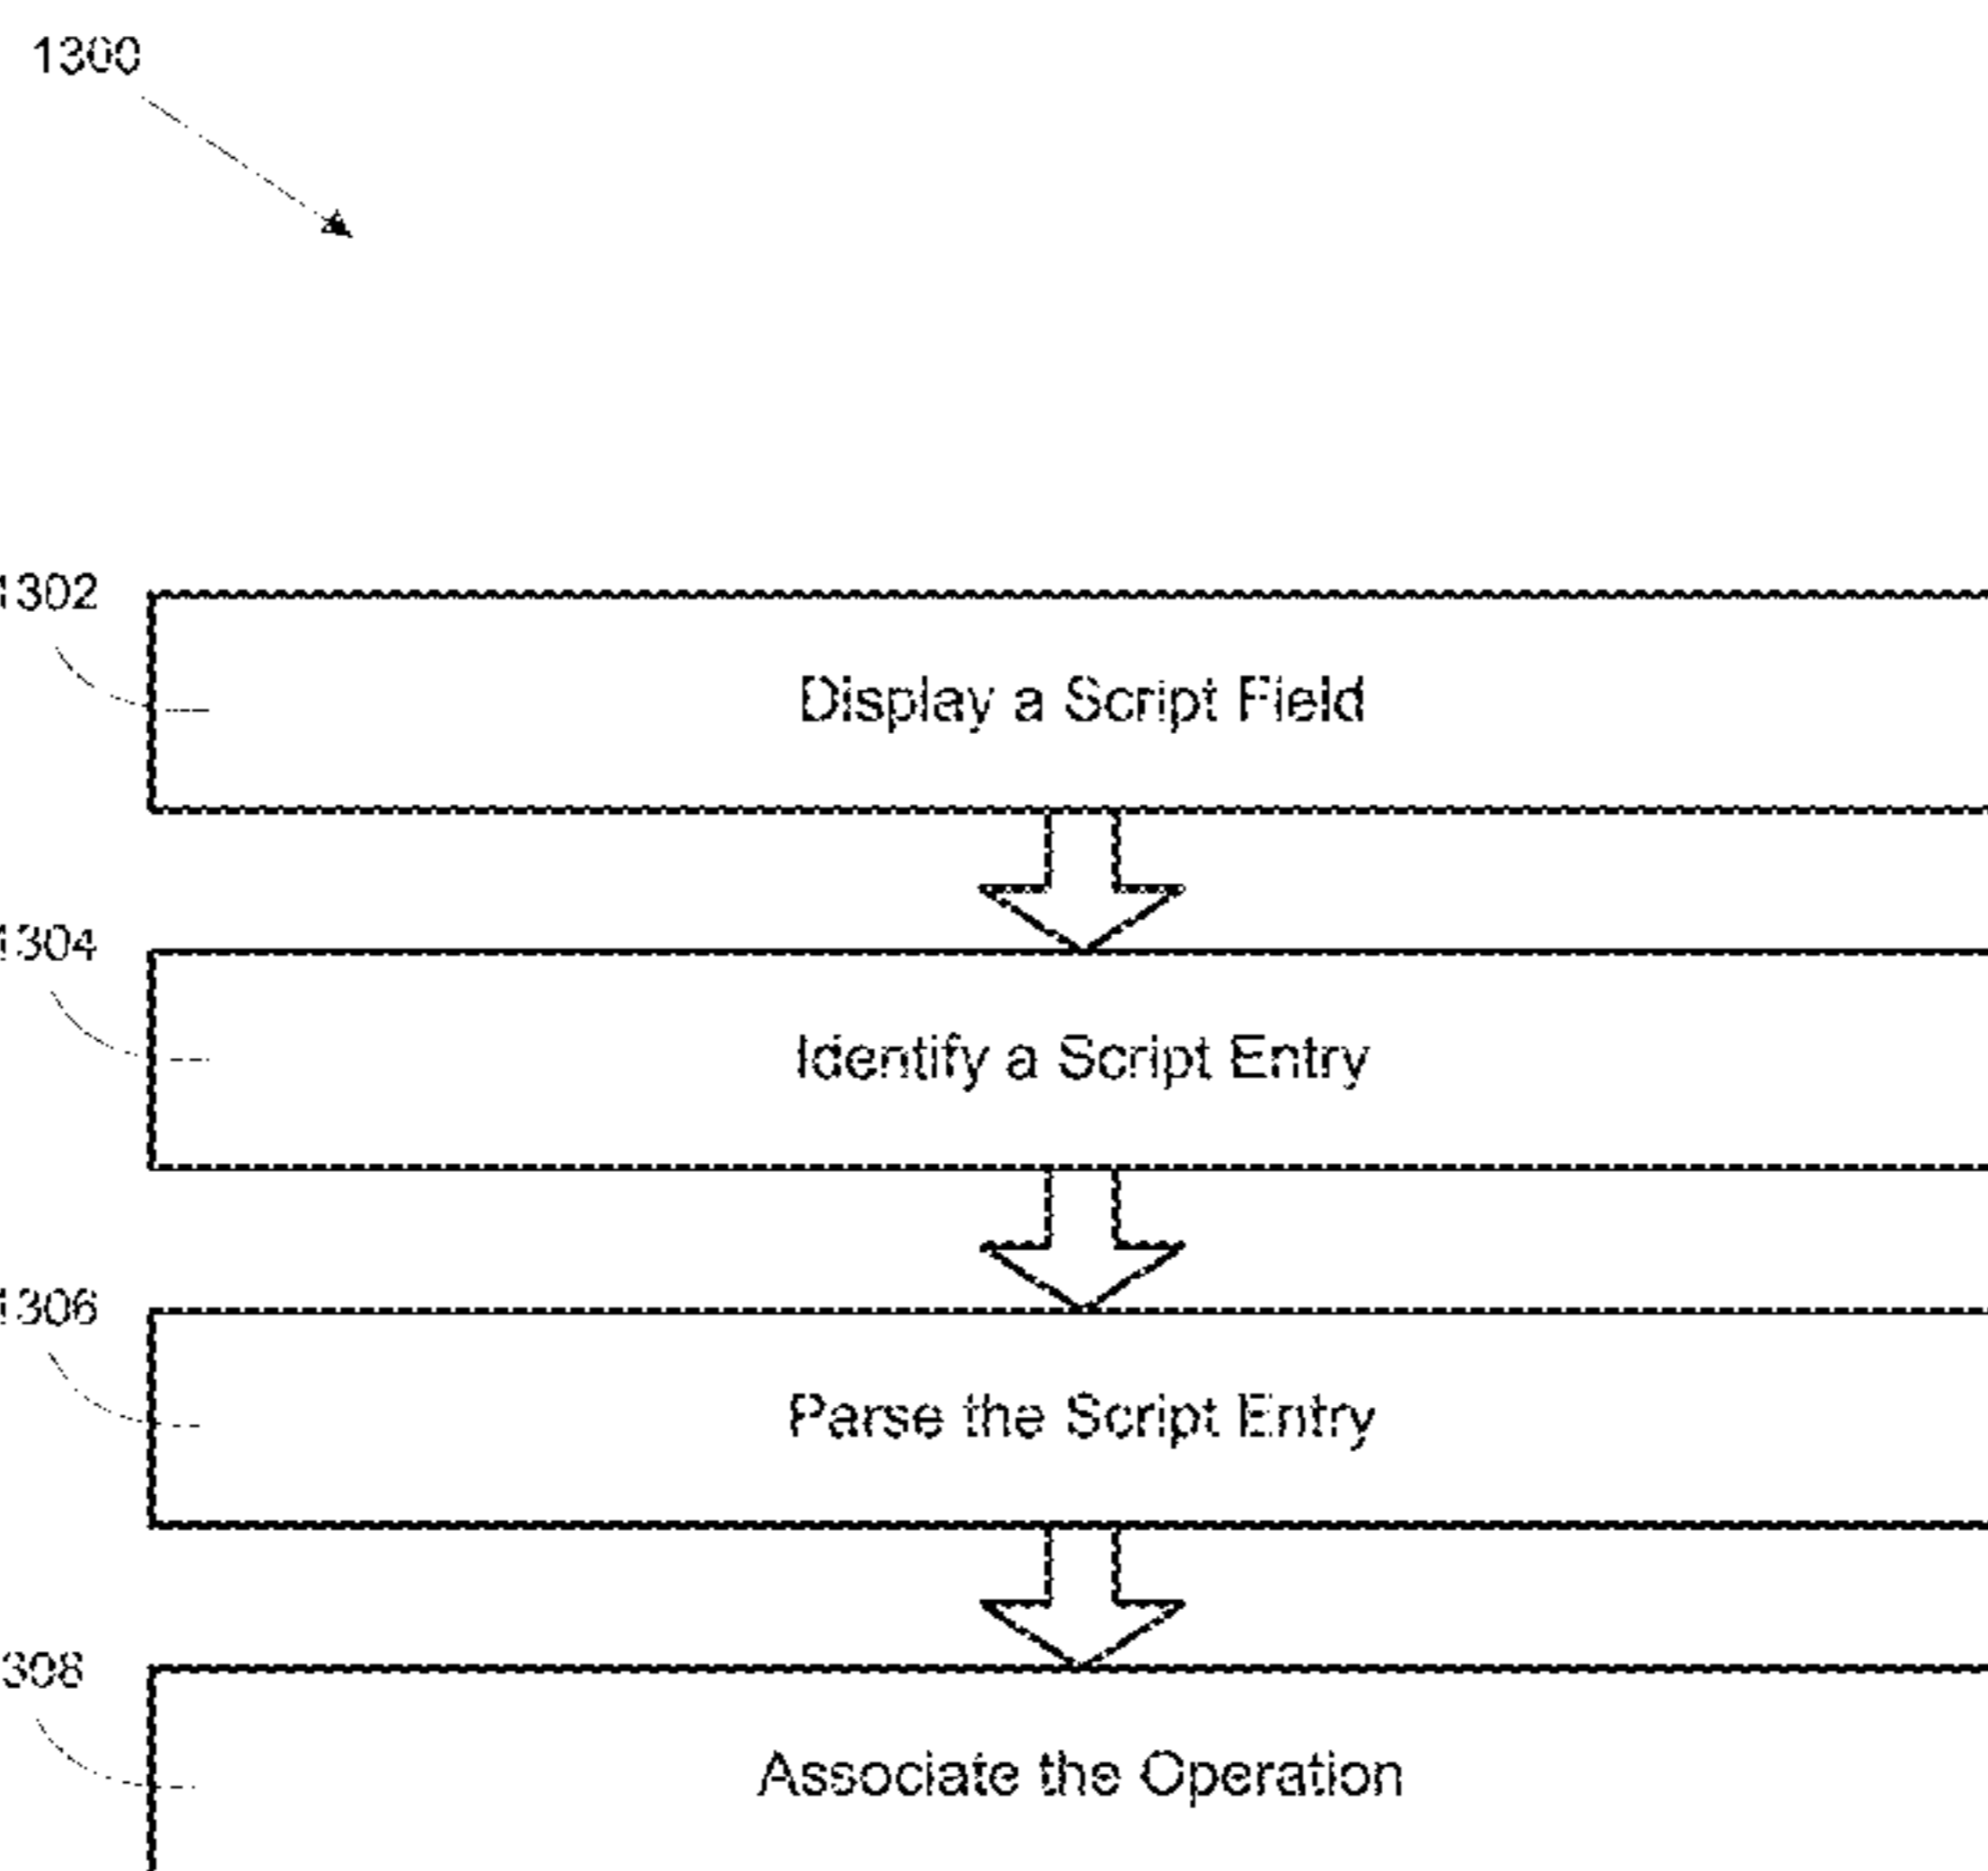 1300
1302
Display a Script Field
1304
Identify a Script Entry
1306
Parse the Script Entry
308
Associate the Operation